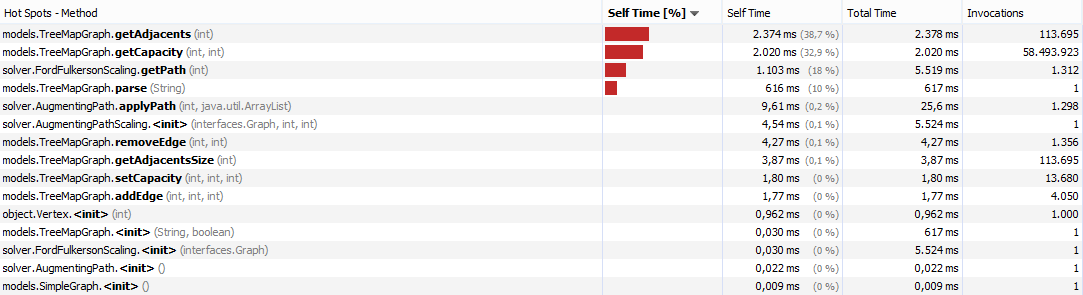 Hot Spots - Method Self Time [%] Self Time Total Time Invocations
models.TreeMapGraph.getAdjacents (int) 2.374 ms (38,7 %) 2.378 ms 113.695
models.TreeMapGraph.getCapacity (int, int) 2.020 ms (32,9 %) 2.020 ms 58.493.923
solver.FordFulkersonScaling.getPath (int) 1.103 ms (18 %) 5.519 ms 1.312
models.TreeMapGraph.parse (String) 616 ms (10 %) 617 ms 1
solver.AugmentingPath.applyPath (int, java.util.ArrayList) 9,61 ms (0,2 %) 25,6 ms 1.298
solver.AugmentingPathScaling.<init> (interfaces.Graph, int, int) 4,54 ms (0,1 %) 5.524 ms 1
models.TreeMapGraph.removeEdge (int, int) 4,27 ms (0,1 %) 4,27 ms 1.356
models.TreeMapGraph.getAdjacentsSize (int) 3,87 ms (0,1 %) 3,87 ms 113.695
models.TreeMapGraph.setCapacity (int, int, int) 1,80 ms (0 %) 1,80 ms 13.680
models.TreeMapGraph.addEdge (int, int, int) 1,77 ms (0 %) 1,77 ms 4.050
object.Vertex.<init> (int) 0,962 ms (0 %) 0,962 ms 1.000
models.TreeMapGraph.<init> (String, boolean) 0,030 ms (0 %) 617 ms 1
solver.FordFulkersonScaling.<init> (interfaces.Graph) 0,030 ms (0 %) 5.524 ms 1
solver.AugmentingPath.<init> () 0,022 ms (0 %) 0,022 ms 1
models.SimpleGraph.<init> () 0,009 ms (0 %) 0,009 ms 1